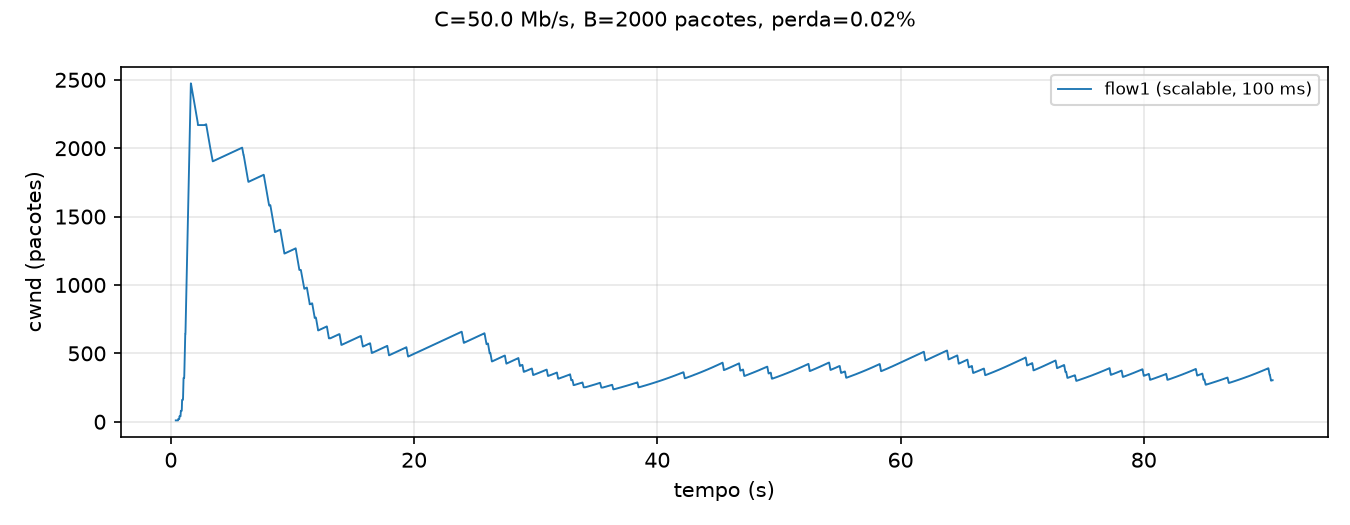 C=50.0 Mb/s, B=2000 pacotes, perda=0.02%
flow1 (scalable, 100 ms)
cwnd (pacotes)
2500
2000
1500
1000
500
0
0 20 40 60 80
tempo (s)